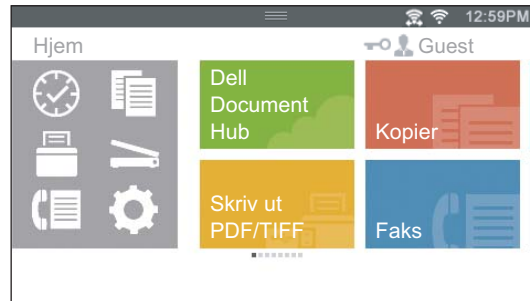 12:59PM
Hjem
Guest
Dell
Document
Hub
Kopier
Skriv ut
PDF/TIFF
Faks